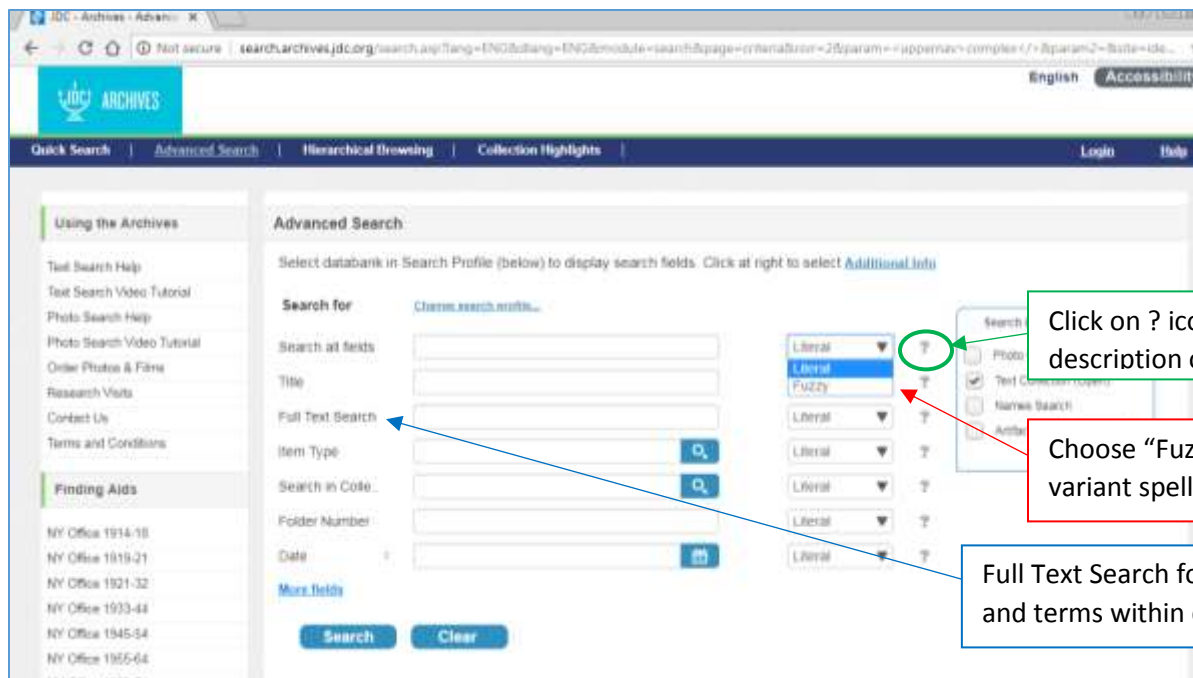 JDC - Archives - Advanc
Not secure | search.archives.jdc.org/search.asp?lang=ENG&dlang=ENG&module=search&page=criteria&rsvr=2&param=<uppernav>complex</>&param2=&site=ide...
English Accessibilit
JDC ARCHIVES
Quick Search | Advanced Search | Hierarchical Browsing | Collection Highlights | Login Help
Using the Archives
Text Search Help
Text Search Video Tutorial
Photo Search Help
Photo Search Video Tutorial
Order Photos & Films
Research Visits
Contact Us
Terms and Conditions
Finding Aids
NY Office 1914-18
NY Office 1919-21
NY Office 1921-32
NY Office 1933-44
NY Office 1945-54
NY Office 1955-64
Advanced Search
Select databank in Search Profile (below) to display search fields. Click at right to select Additional Info
Search for Choose search profile...
Search all fields Literal ?
Literal
Fuzzy
Title ?
Full Text Search Literal ?
Item Type Literal ?
Search in Colle... Literal ?
Folder Number Literal ?
Date Literal ?
More fields
Search Clear
Search
Photo
Text Collection (Open)
Names Search
Artifac
Click on ? ico
description o
Choose "Fuz
variant spell
Full Text Search fo
and terms within